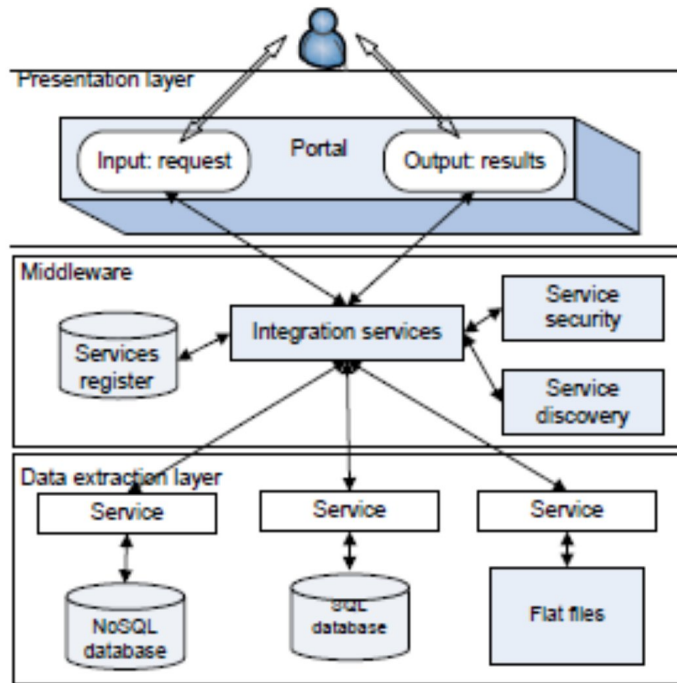 Presentation layer
Input: request
Portal
Output: results
Middleware
Services
register
Integration services
Service
security
Service
discovery
Data extraction layer
Service
Service
Service
NoSQL
database
SQL
database
Flat files